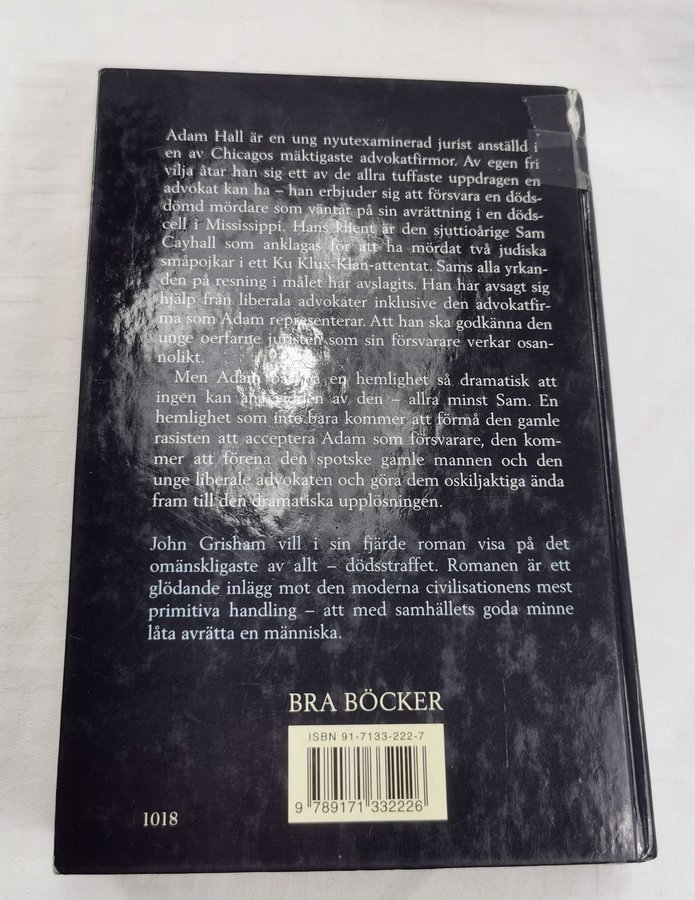 Adam Hall är en ung nyutexaminerad jurist anställd i
en av Chicagos mäktigaste advokatfirmor. Av egen fri
vilja åtar han sig ett av de allra tuffaste uppdragen en
advokat kan ha – han erbjuder sig att försvara en döds-
dömd mördare som väntar på sin avrättning i en döds-
cell i Mississippi. Hans klient är den sjuttioårige Sam
Cayhall som anklagas för att ha mördat två judiska
småpojkar i ett Ku Klux-Klan-attentat. Sams alla yrkan-
den på resning i målet har avslagits. Han har avsagt sig
hjälp från liberala advokater inklusive den advokatfir-
ma som Adam representerar. Att han ska godkänna den
unge oerfarne juristen som sin försvarare verkar osan-
nolikt.
Men Adam en hemlighet så dramatisk att
ingen kan ana vidden av den – allra minst Sam. En
hemlighet som inte bara kommer att förmå den gamle
rasisten att acceptera Adam som försvarare, den kom-
mer att förena den spotske gamle mannen och den
unge liberale advokaten och göra dem oskiljaktiga ända
fram till den dramatiska upplösningen.
John Grisham vill i sin fjärde roman visa på det
omänskligaste av allt – dödsstraffet. Romanen är ett
glödande inlägg mot den moderna civilisationens mest
primitiva handling – att med samhällets goda minne
låta avrätta en människa.
BRA BÖCKER
ISBN 91-7133-222-7
9 789171 332226
1018